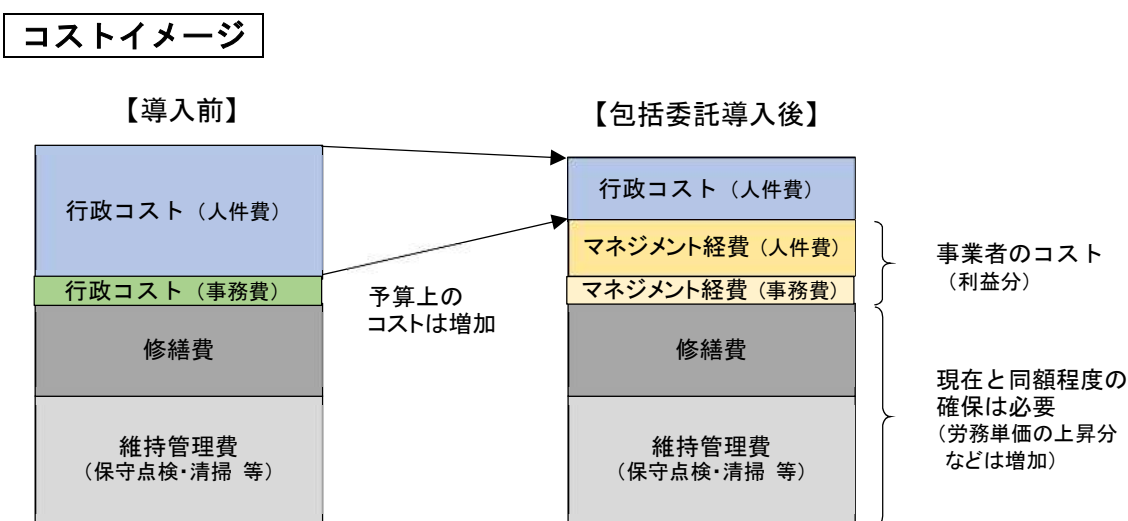 コストイメージ
【導入前】
行政コスト（人件費）
行政コスト（事務費）
修繕費
維持管理費
（保守点検・清掃 等）
予算上の
コストは増加
【包括委託導入後】
行政コスト（人件費）
マネジメント経費（人件費）
マネジメント経費（事務費）
修繕費
維持管理費
（保守点検・清掃 等）
事業者のコスト
（利益分）
現在と同額程度の
確保は必要
（労務単価の上昇分
などは増加）